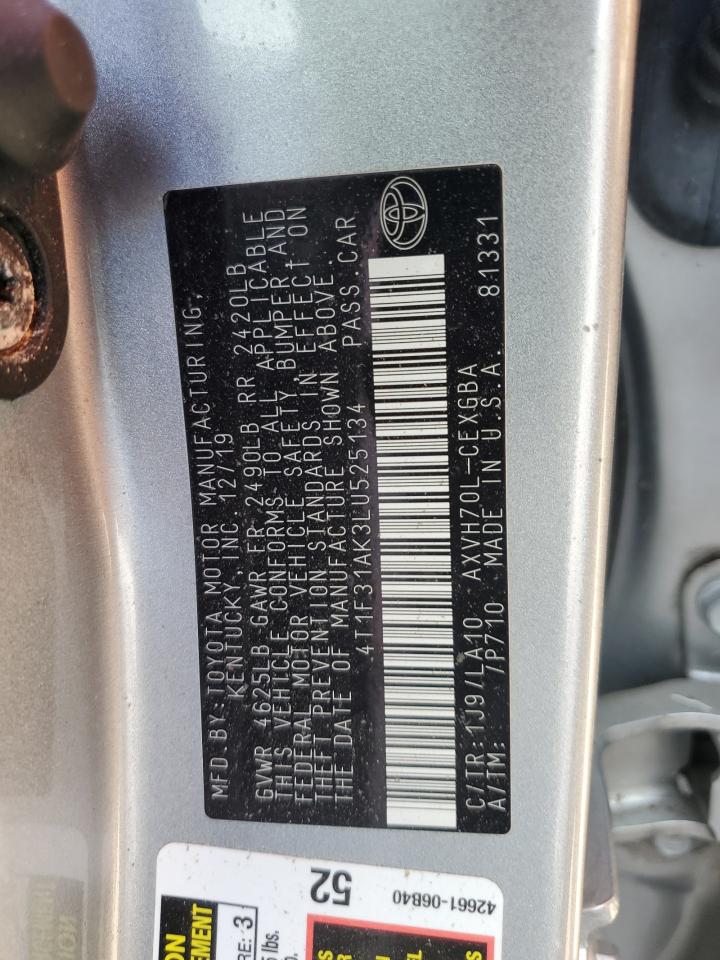 MFD.BY:TOYOTA MOTOR MANUFACTURING,
KENTUCKY, INC. 12/19
GVWR 4625LB GAWR FR 2490LB RR 2420LB
THIS VEHICLE CONFORMS TO ALL APPLICABLE
FEDERAL MOTOR VEHICLE SAFETY, BUMPER AND
THEFT PREVENTION STANDARDS IN EFFECT ON
THE DATE OF MANUFACTURE SHOWN ABOVE.
4T1F31AK3LU525134 PASS.CAR
C/TR:1J9/LA10 AXVH70L-CEXGBA
A/TM: /P710 MADE IN U.S.A. 81331
52
42661-06B40